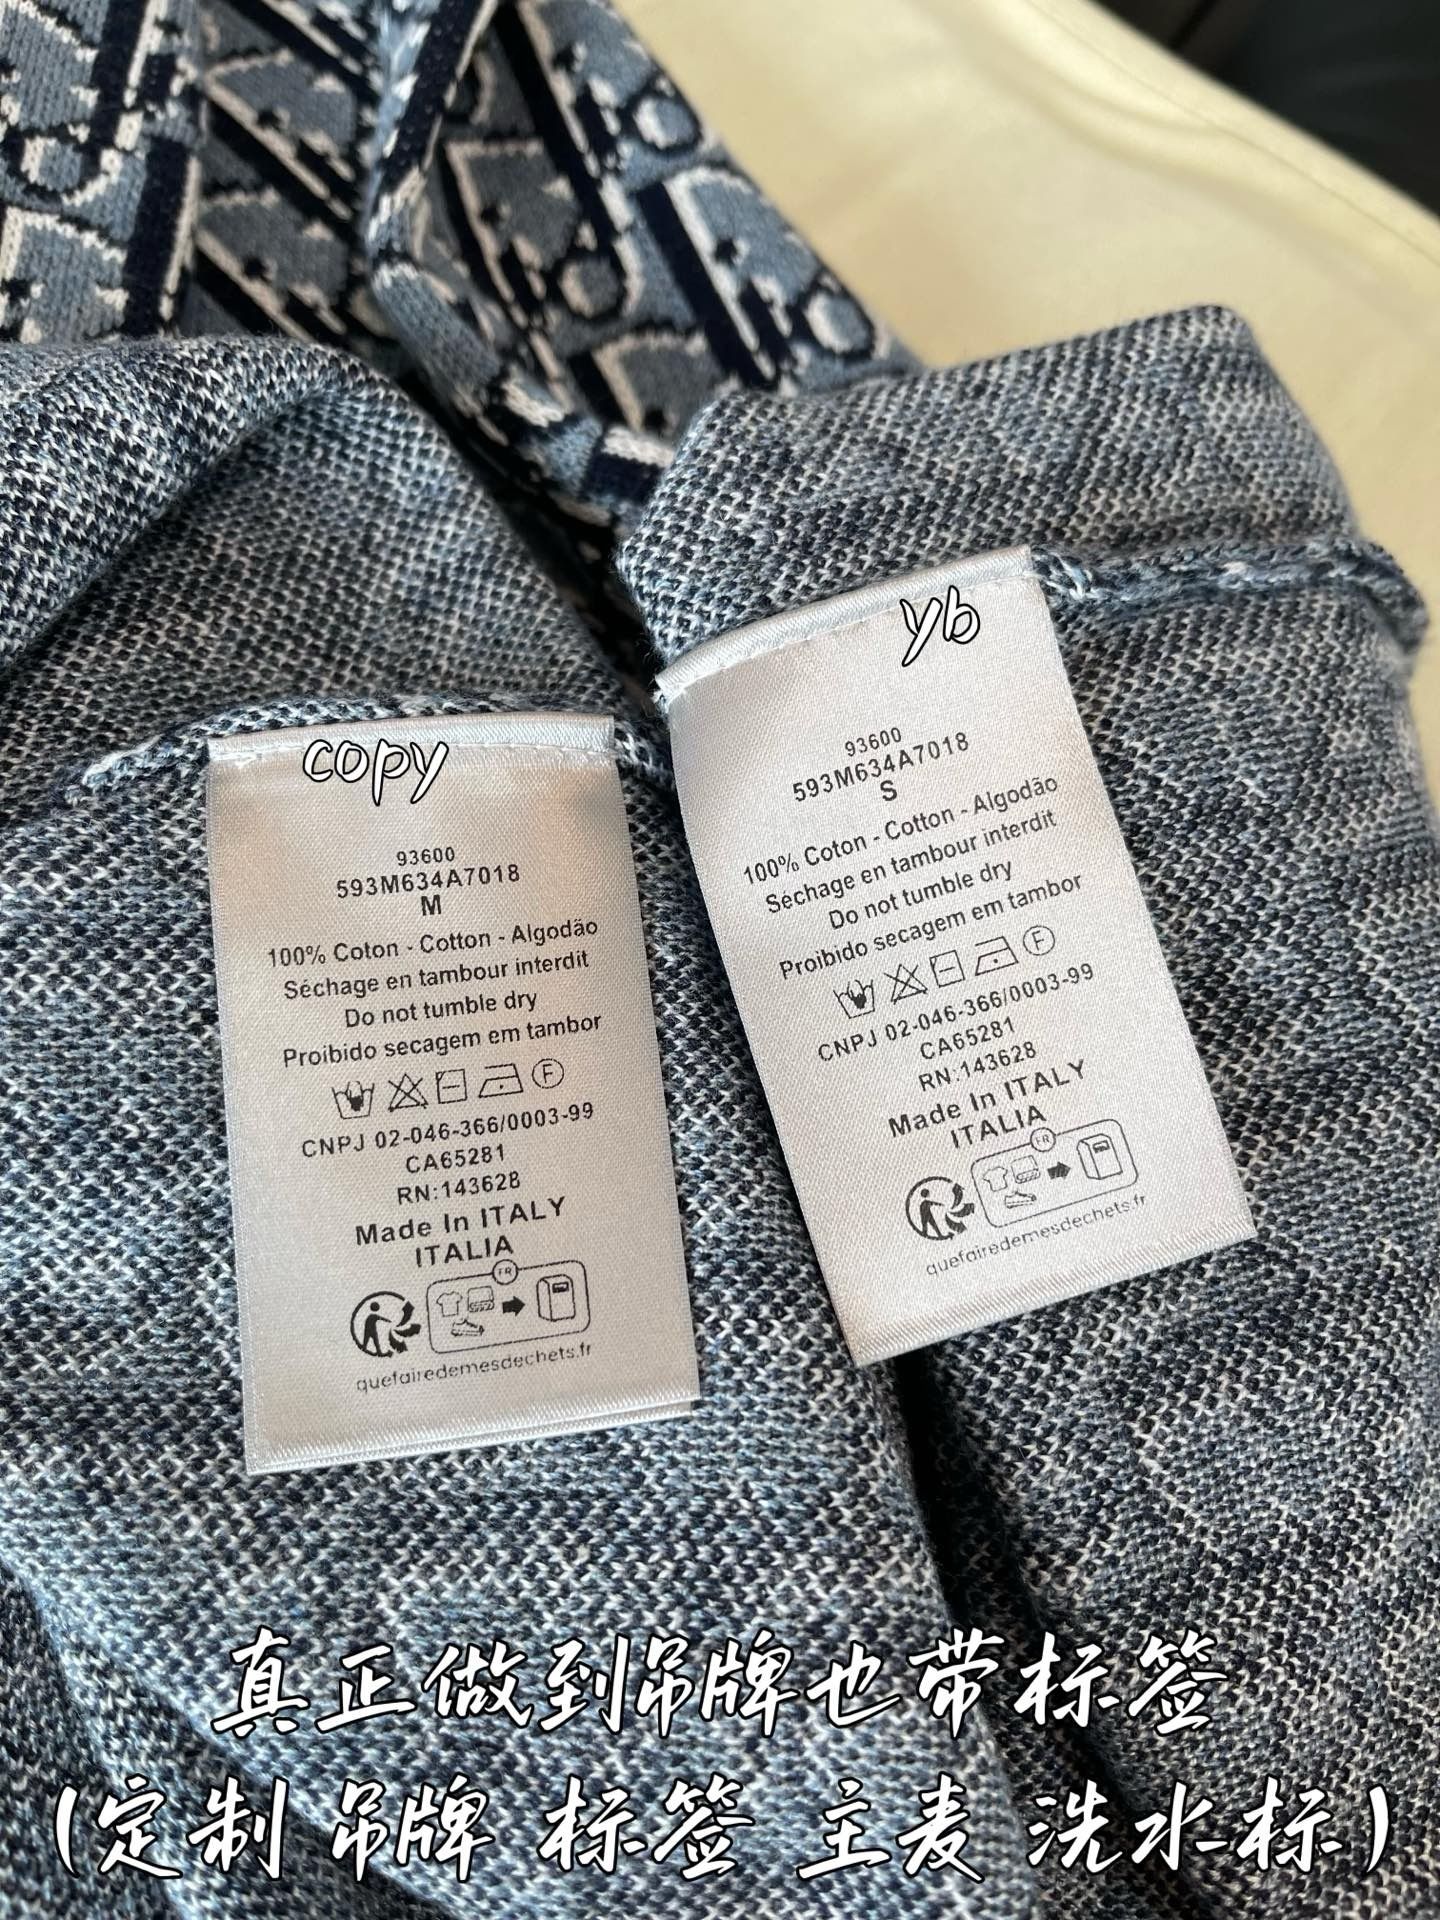 copy
93600
593M634A7018
M
100% Coton - Cotton - Algodão
Séchage en tambour interdit
Do not tumble dry
Proibido secagem em tambor
F
CNPJ 02-046-366/0003-99
CA65281
RN:143628
Made In ITALY
ITALIA
FR
quefairedemesdechets.fr
yb
93600
593M634A7018
S
100% Coton - Cotton - Algodão
Séchage en tambour interdit
Do not tumble dry
Proibido secagem em tambor
F
CNPJ 02-046-366/0003-99
CA65281
RN:143628
Made In ITALY
ITALIA
FR
quefairedemesdechets.fr
真正做到吊牌也带标签
(定制 吊牌 标签 主麦 洗水标)